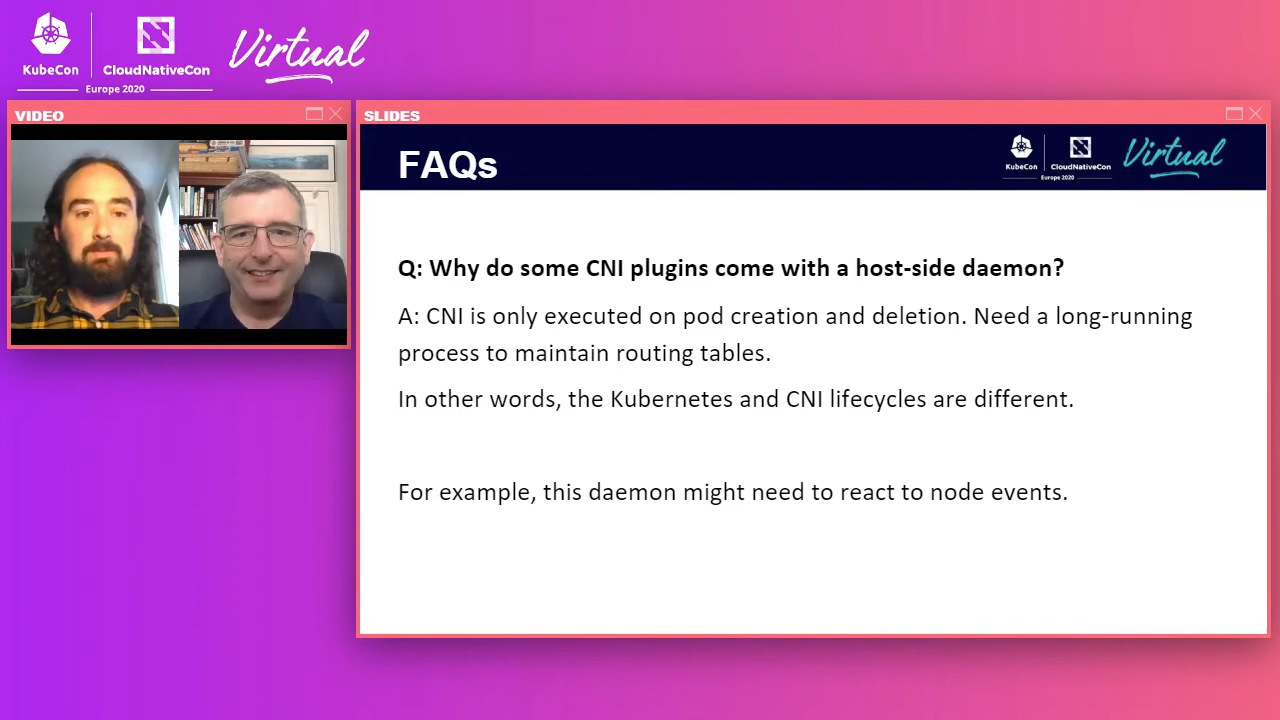 KubeCon
CloudNativeCon
Europe 2020
Virtual
VIDEO
SLIDES
FAQs
KubeCon
CloudNativeCon
Europe 2020
Virtual
Q: Why do some CNI plugins come with a host-side daemon?
A: CNI is only executed on pod creation and deletion. Need a long-running
process to maintain routing tables.
In other words, the Kubernetes and CNI lifecycles are different.
For example, this daemon might need to react to node events.